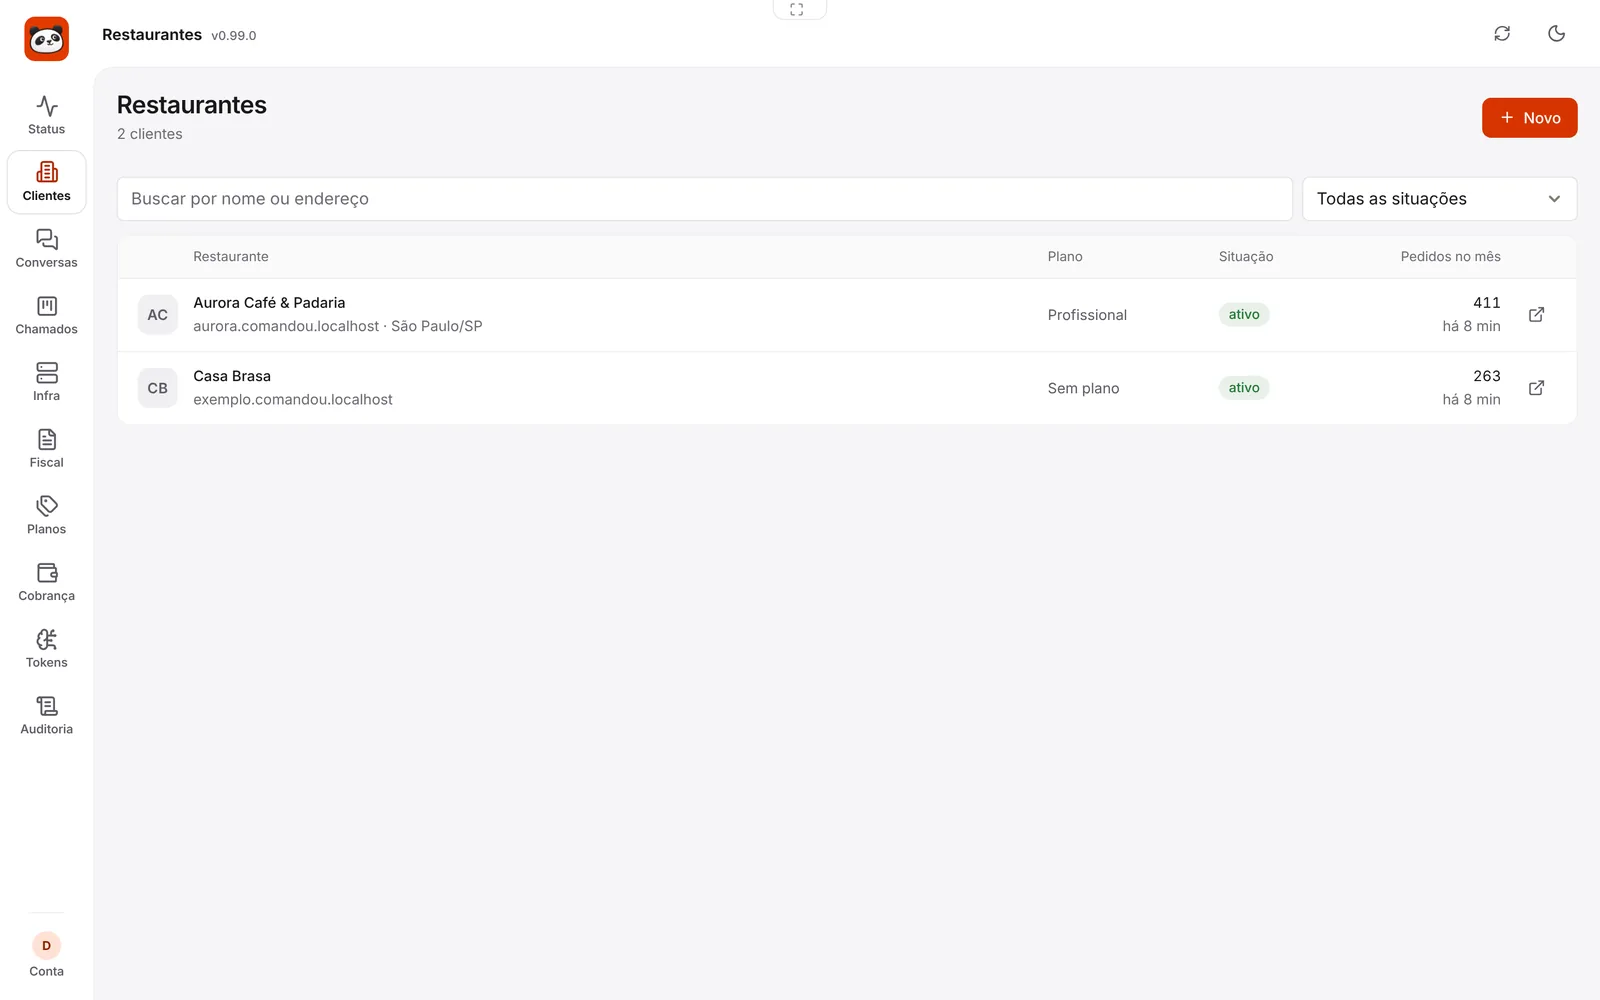 Restaurantes v0.99.0
Status
Clientes
Conversas
Chamados
Infra
Fiscal
Planos
Cobrança
Tokens
Auditoria
D
Conta
Restaurantes
2 clientes
+ Novo
Buscar por nome ou endereço
Todas as situações
Restaurante Plano Situação Pedidos no mês
AC Aurora Café & Padaria Profissional ativo 411
aurora.comandou.localhost · São Paulo/SP há 8 min
CB Casa Brasa Sem plano ativo 263
exemplo.comandou.localhost há 8 min